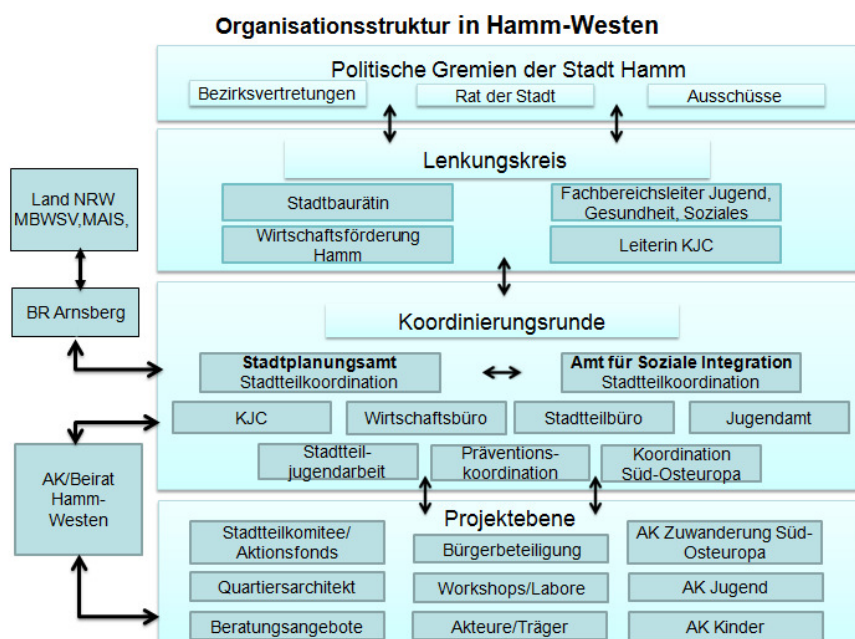 Organisationsstruktur in Hamm-Westen
Politische Gremien der Stadt Hamm
Bezirksvertretungen
Rat der Stadt
Ausschüsse
Lenkungskreis
Stadtbaurätin
Fachbereichsleiter Jugend,
Gesundheit, Soziales
Wirtschaftsförderung
Hamm
Leiterin KJC
Land NRW
MBWSV,MAIS,
BR Arnsberg
Koordinierungsrunde
Stadtplanungsamt
Stadtteilkoordination
Amt für Soziale Integration
Stadtteilkoordination
KJC
Wirtschaftsbüro
Stadtteilbüro
Jugendamt
Stadtteil-
jugendarbeit
Präventions-
koordination
Koordination
Süd-Osteuropa
AK/Beirat
Hamm-
Westen
Projektebene
Stadtteilkomitee/
Aktionsfonds
Bürgerbeteiligung
AK Zuwanderung Süd-
Osteuropa
Quartiersarchitekt
Workshops/Labore
AK Jugend
Beratungsangebote
Akteure/Träger
AK Kinder